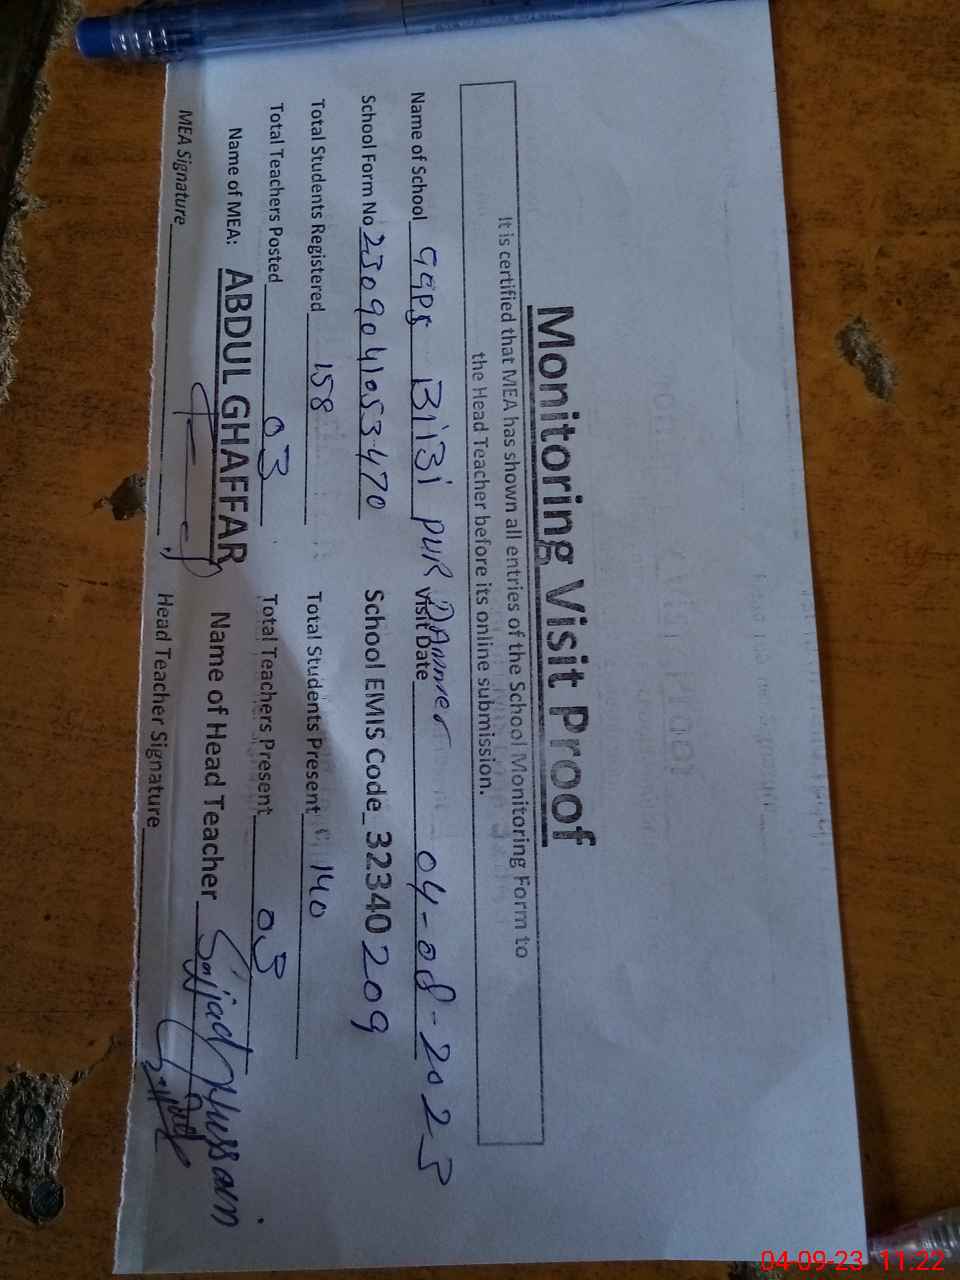 Monitoring Visit Proof
It is certified that MEA has shown all entries of the School Monitoring Form to
the Head Teacher before its online submission.
Name of School GGPS BiBi PUR Visit Date 04-08-2023
School Form No 2309041053470 School EMIS Code 32340209
Total Students Registered 158 Total Students Present 140
Total Teachers Posted 03 Total Teachers Present 03
Name of MEA: ABDUL GHAFFAR Name of Head Teacher Sajjad Hussain
MEA Signature Head Teacher Signature
04-09-23 11:22